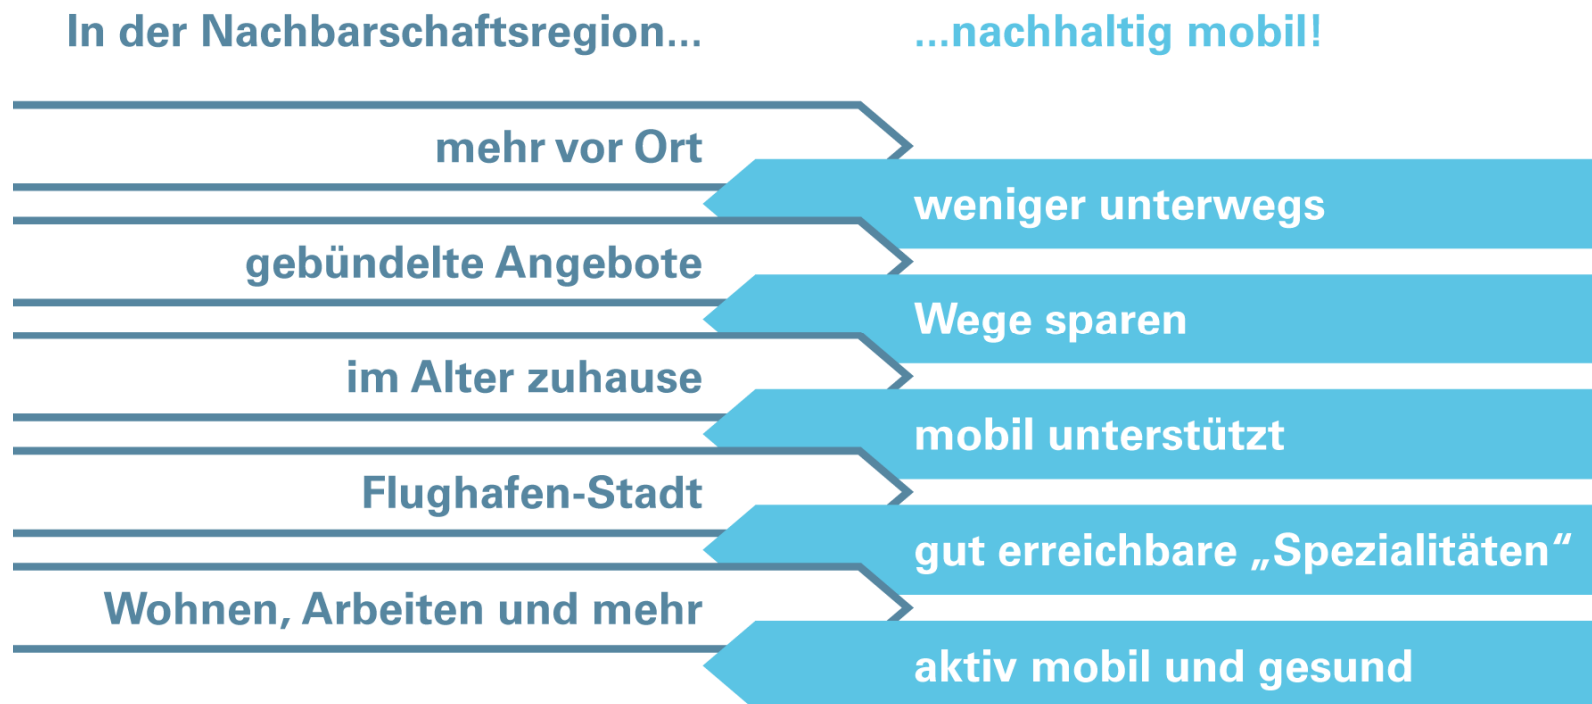 In der Nachbarschaftsregion...
...nachhaltig mobil!
mehr vor Ort
weniger unterwegs
gebündelte Angebote
Wege sparen
im Alter zuhause
mobil unterstützt
Flughafen-Stadt
gut erreichbare „Spezialitäten“
Wohnen, Arbeiten und mehr
aktiv mobil und gesund